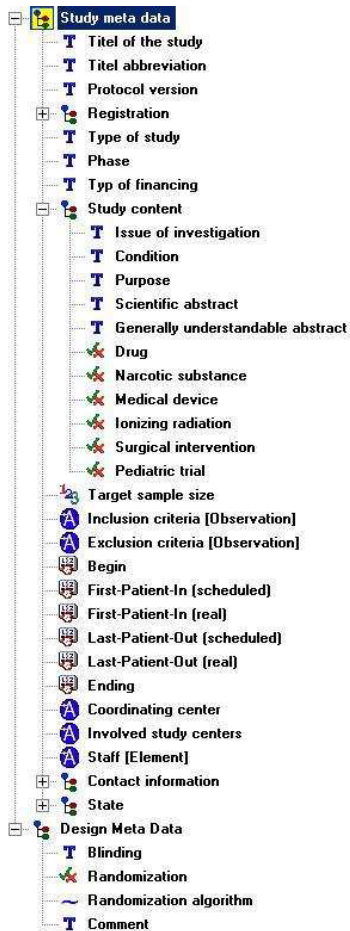 Study meta data
Titel of the study
Titel abbreviation
Protocol version
Registration
Type of study
Phase
Typ of financing
Study content
Issue of investigation
Condition
Purpose
Scientific abstract
Generally understandable abstract
Drug
Narcotic substance
Medical device
Ionizing radiation
Surgical intervention
Pediatric trial
Target sample size
Inclusion criteria [Observation]
Exclusion criteria [Observation]
Begin
First-Patient-In (scheduled)
First-Patient-In (real)
Last-Patient-Out (scheduled)
Last-Patient-Out (real)
Ending
Coordinating center
Involved study centers
Staff [Element]
Contact information
State
Design Meta Data
Blinding
Randomization
Randomization algorithm
Comment